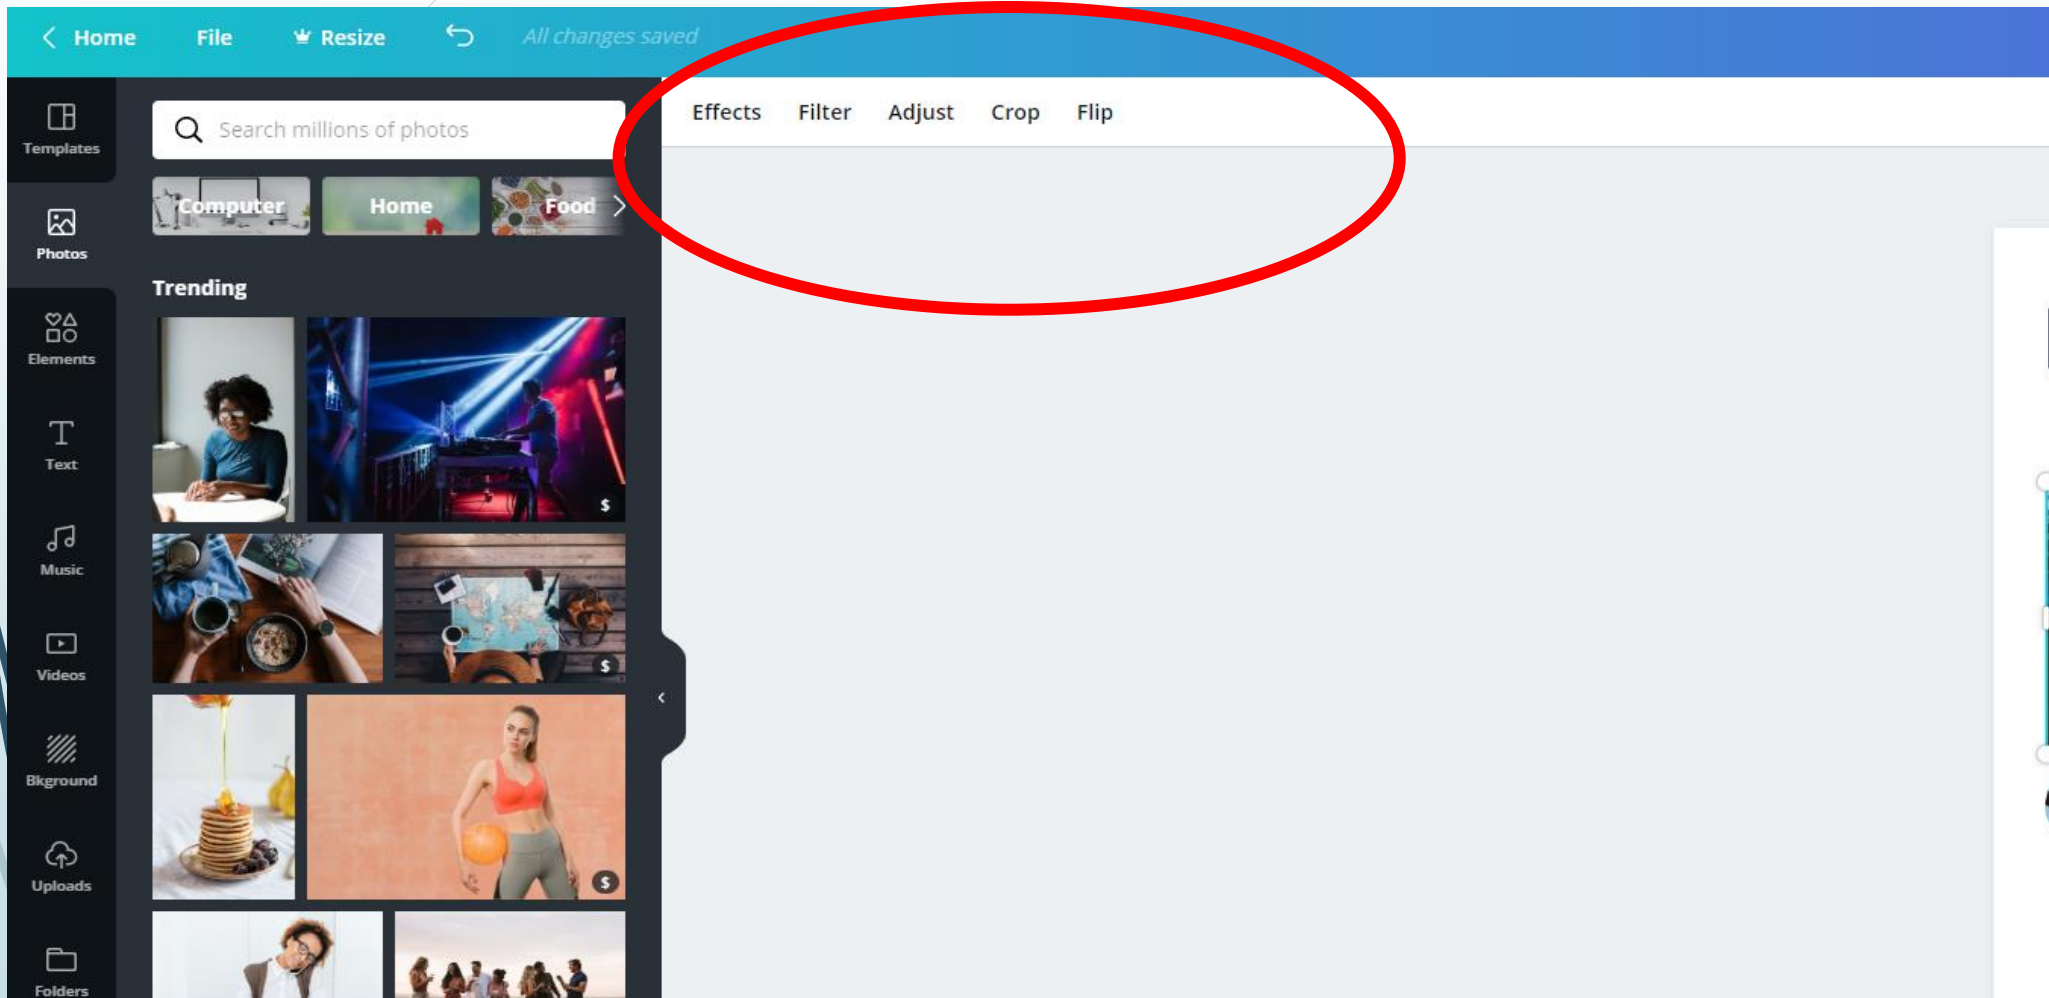 Home File Resize All changes saved
Effects Filter Adjust Crop Flip
Templates
Photos
Elements
Text
Music
Videos
Bkground
Uploads
Folders
Search millions of photos
Computer Home Food
Trending
$
$
$